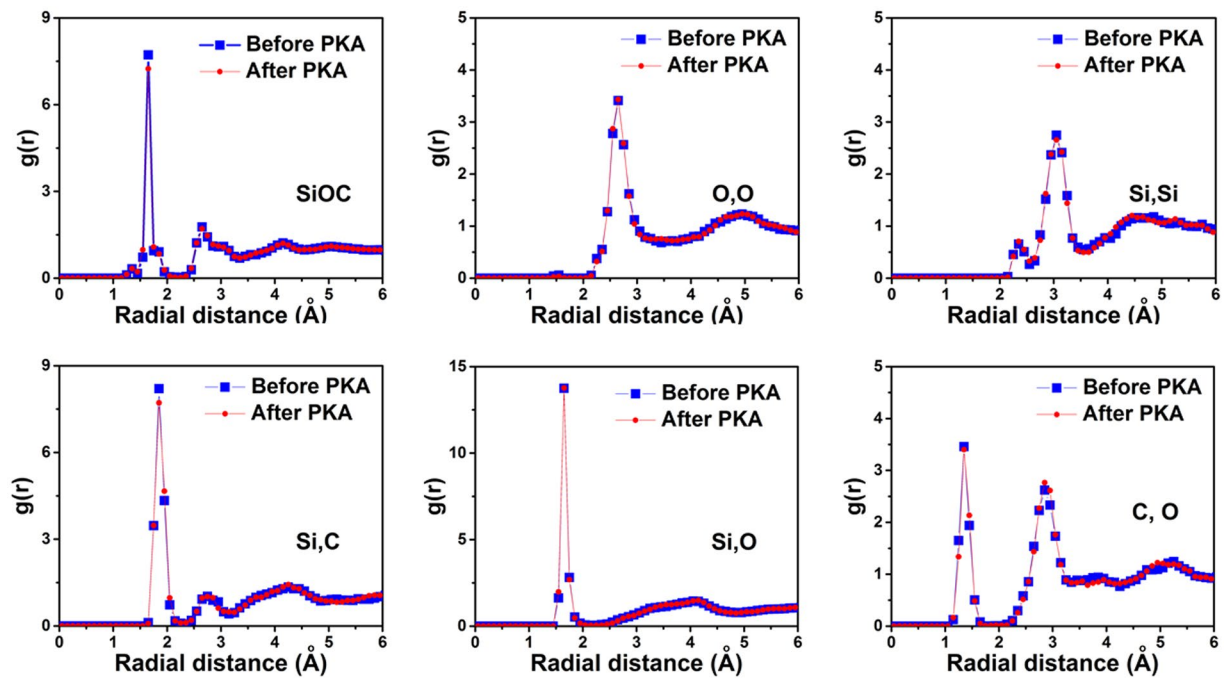 9
6
3
0
g(r)
Before PKA
After PKA
SiOC
0 1 2 3 4 5 6
Radial distance (Å)
5
4
3
2
1
0
g(r)
Before PKA
After PKA
O,O
0 1 2 3 4 5 6
Radial distance (Å)
5
4
3
2
1
0
g(r)
Before PKA
After PKA
Si,Si
0 1 2 3 4 5 6
Radial distance (Å)
9
6
3
0
g(r)
Before PKA
After PKA
Si,C
0 1 2 3 4 5 6
Radial distance (Å)
15
10
5
0
g(r)
Before PKA
After PKA
Si,O
0 1 2 3 4 5 6
Radial distance (Å)
5
4
3
2
1
0
g(r)
Before PKA
After PKA
C, O
0 1 2 3 4 5 6
Radial distance (Å)